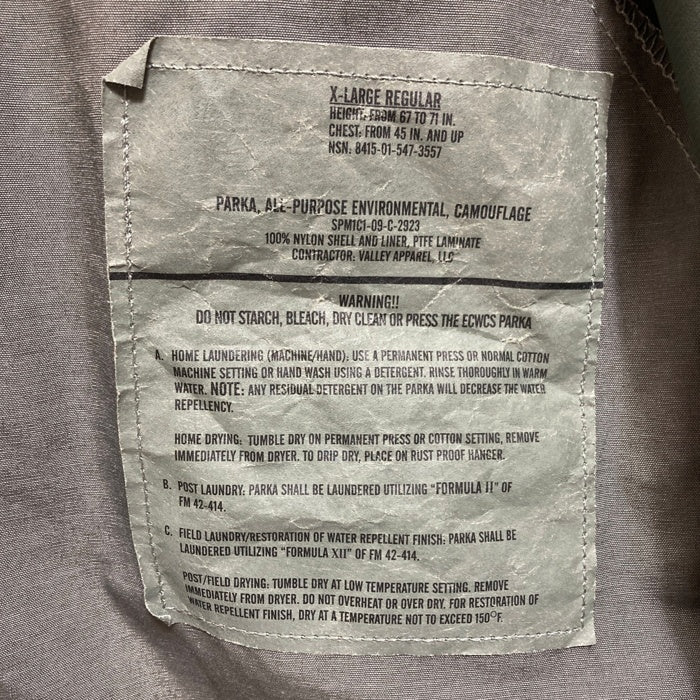 X-LARGE REGULAR
HEIGHT: FROM 67 TO 71 IN.
CHEST: FROM 45 IN. AND UP
NSN. 8415-01-547-3557
PARKA, ALL-PURPOSE ENVIRONMENTAL, CAMOUFLAGE
SPM1C1-09-C-2923
100% NYLON SHELL AND LINER, PTFE LAMINATE
CONTRACTOR: VALLEY APPAREL, LLC
WARNING!!
DO NOT STARCH, BLEACH, DRY CLEAN OR PRESS THE ECWCS PARKA
A. HOME LAUNDERING (MACHINE/HAND): USE A PERMANENT PRESS OR NORMAL COTTON
MACHINE SETTING OR HAND WASH USING A DETERGENT. RINSE THOROUGHLY IN WARM
WATER. NOTE: ANY RESIDUAL DETERGENT ON THE PARKA WILL DECREASE THE WATER
REPELLENCY.
HOME DRYING: TUMBLE DRY ON PERMANENT PRESS OR COTTON SETTING, REMOVE
IMMEDIATELY FROM DRYER. TO DRIP DRY, PLACE ON RUST PROOF HANGER.
B. POST LAUNDRY: PARKA SHALL BE LAUNDERED UTILIZING "FORMULA II" OF
FM 42-414.
C. FIELD LAUNDRY/RESTORATION OF WATER REPELLENT FINISH: PARKA SHALL BE
LAUNDERED UTILIZING "FORMULA XII" OF FM 42-414.
POST/FIELD DRYING: TUMBLE DRY AT LOW TEMPERATURE SETTING. REMOVE
IMMEDIATELY FROM DRYER. DO NOT OVERHEAT OR OVER DRY. FOR RESTORATION OF
WATER REPELLENT FINISH, DRY AT A TEMPERATURE NOT TO EXCEED 150°F.